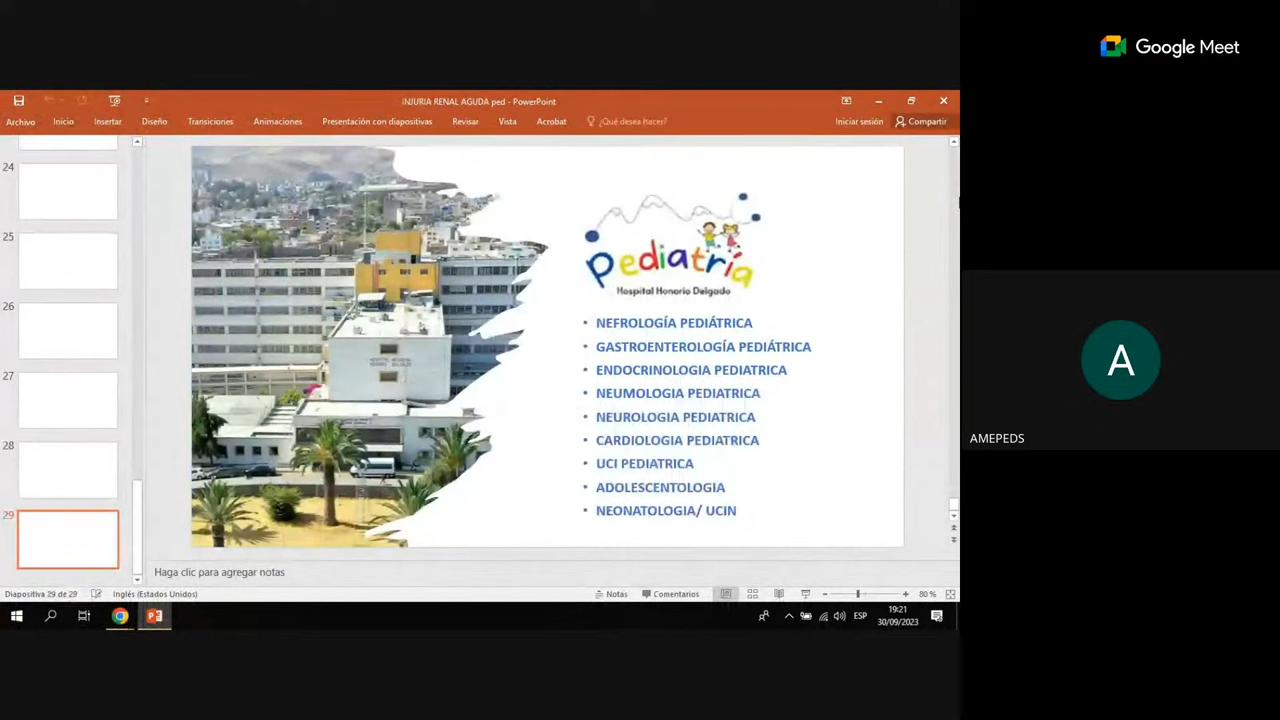 Google Meet
INJURIA RENAL AGUDA ped - PowerPoint
Archivo Inicio Insertar Diseño Transiciones Animaciones Presentación con diapositivas Revisar Vista Acrobat ¿Qué desea hacer? Iniciar sesión Compartir
24
25
26
27
28
29
Pediatría
Hospital Honorio Delgado
• NEFROLOGÍA PEDIÁTRICA
• GASTROENTEROLOGÍA PEDIÁTRICA
• ENDOCRINOLOGIA PEDIATRICA
• NEUMOLOGIA PEDIATRICA
• NEUROLOGIA PEDIATRICA
• CARDIOLOGIA PEDIATRICA
• UCI PEDIATRICA
• ADOLESCENTOLOGIA
• NEONATOLOGIA/ UCIN
A
AMEPEDS
Haga clic para agregar notas
Diapositiva 29 de 29 Inglés (Estados Unidos) Notas Comentarios 80 %
ESP
19:21
30/09/2023